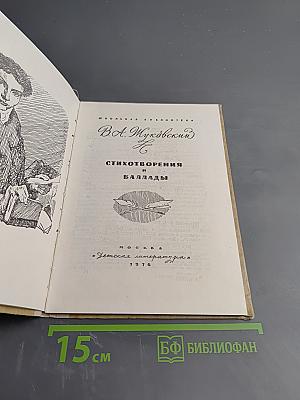 ШКОЛЬНАЯ БИБЛИОТЕКА
В.А. Жуковский
СТИХОТВОРЕНИЯ
И
БАЛЛАДЫ
МОСКВА
«Детская литература»
1976
15 см
БФ БИБЛИОФАН